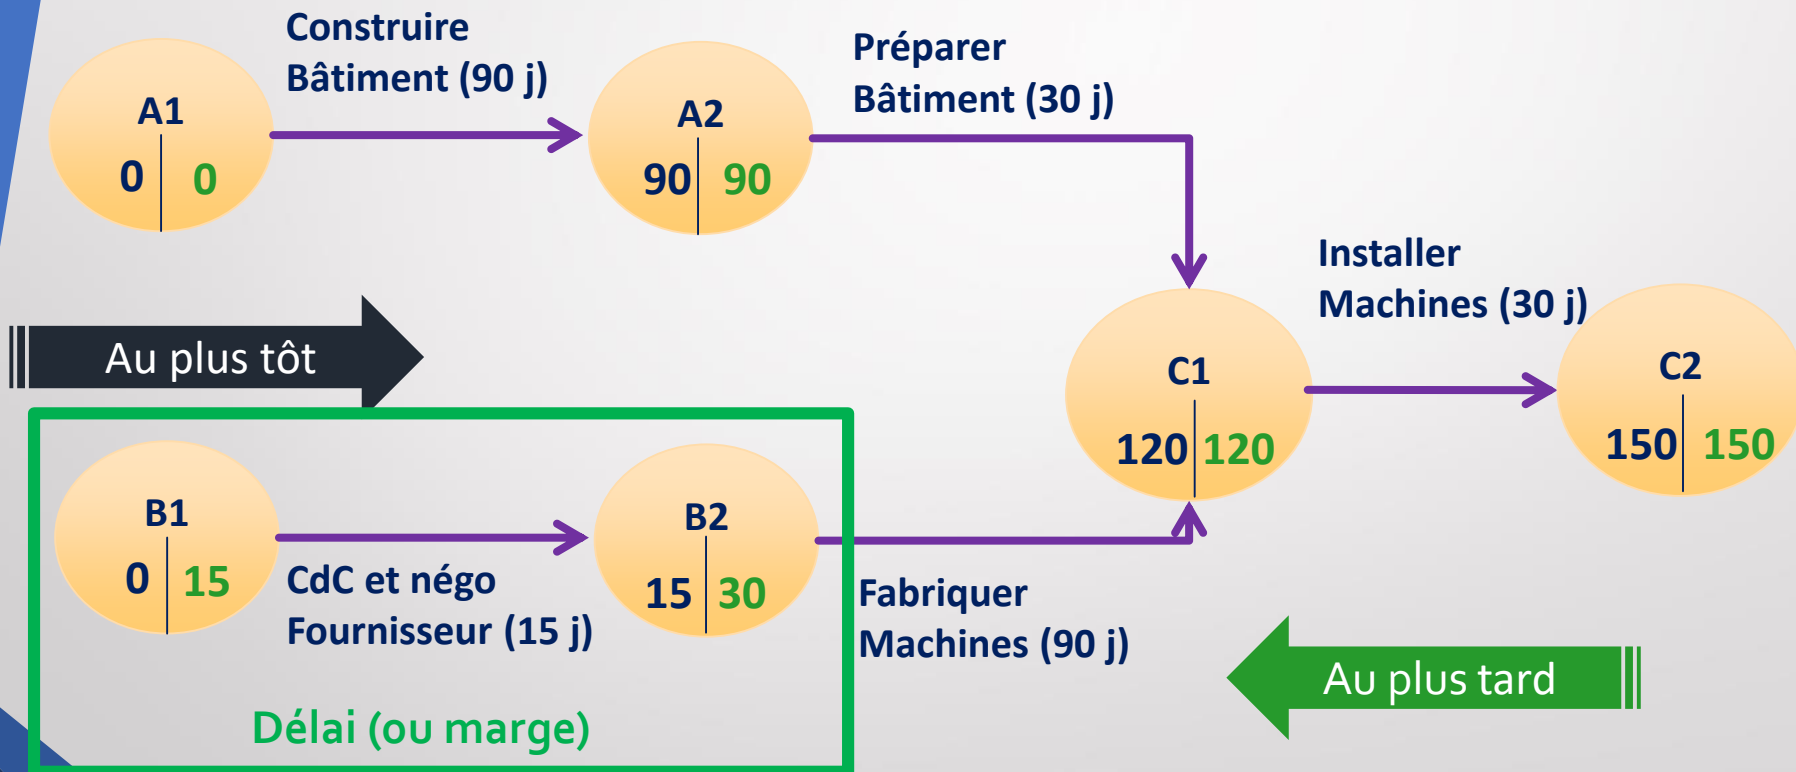 Construire
Bâtiment (90 j)
Préparer
Bâtiment (30 j)
A1
0 0
A2
90 90
Installer
Machines (30 j)
Au plus tôt
C1
120 120
C2
150 150
B1
0 15
CdC et négo
Fournisseur (15 j)
B2
15 30
Fabriquer
Machines (90 j)
Au plus tard
Délai (ou marge)